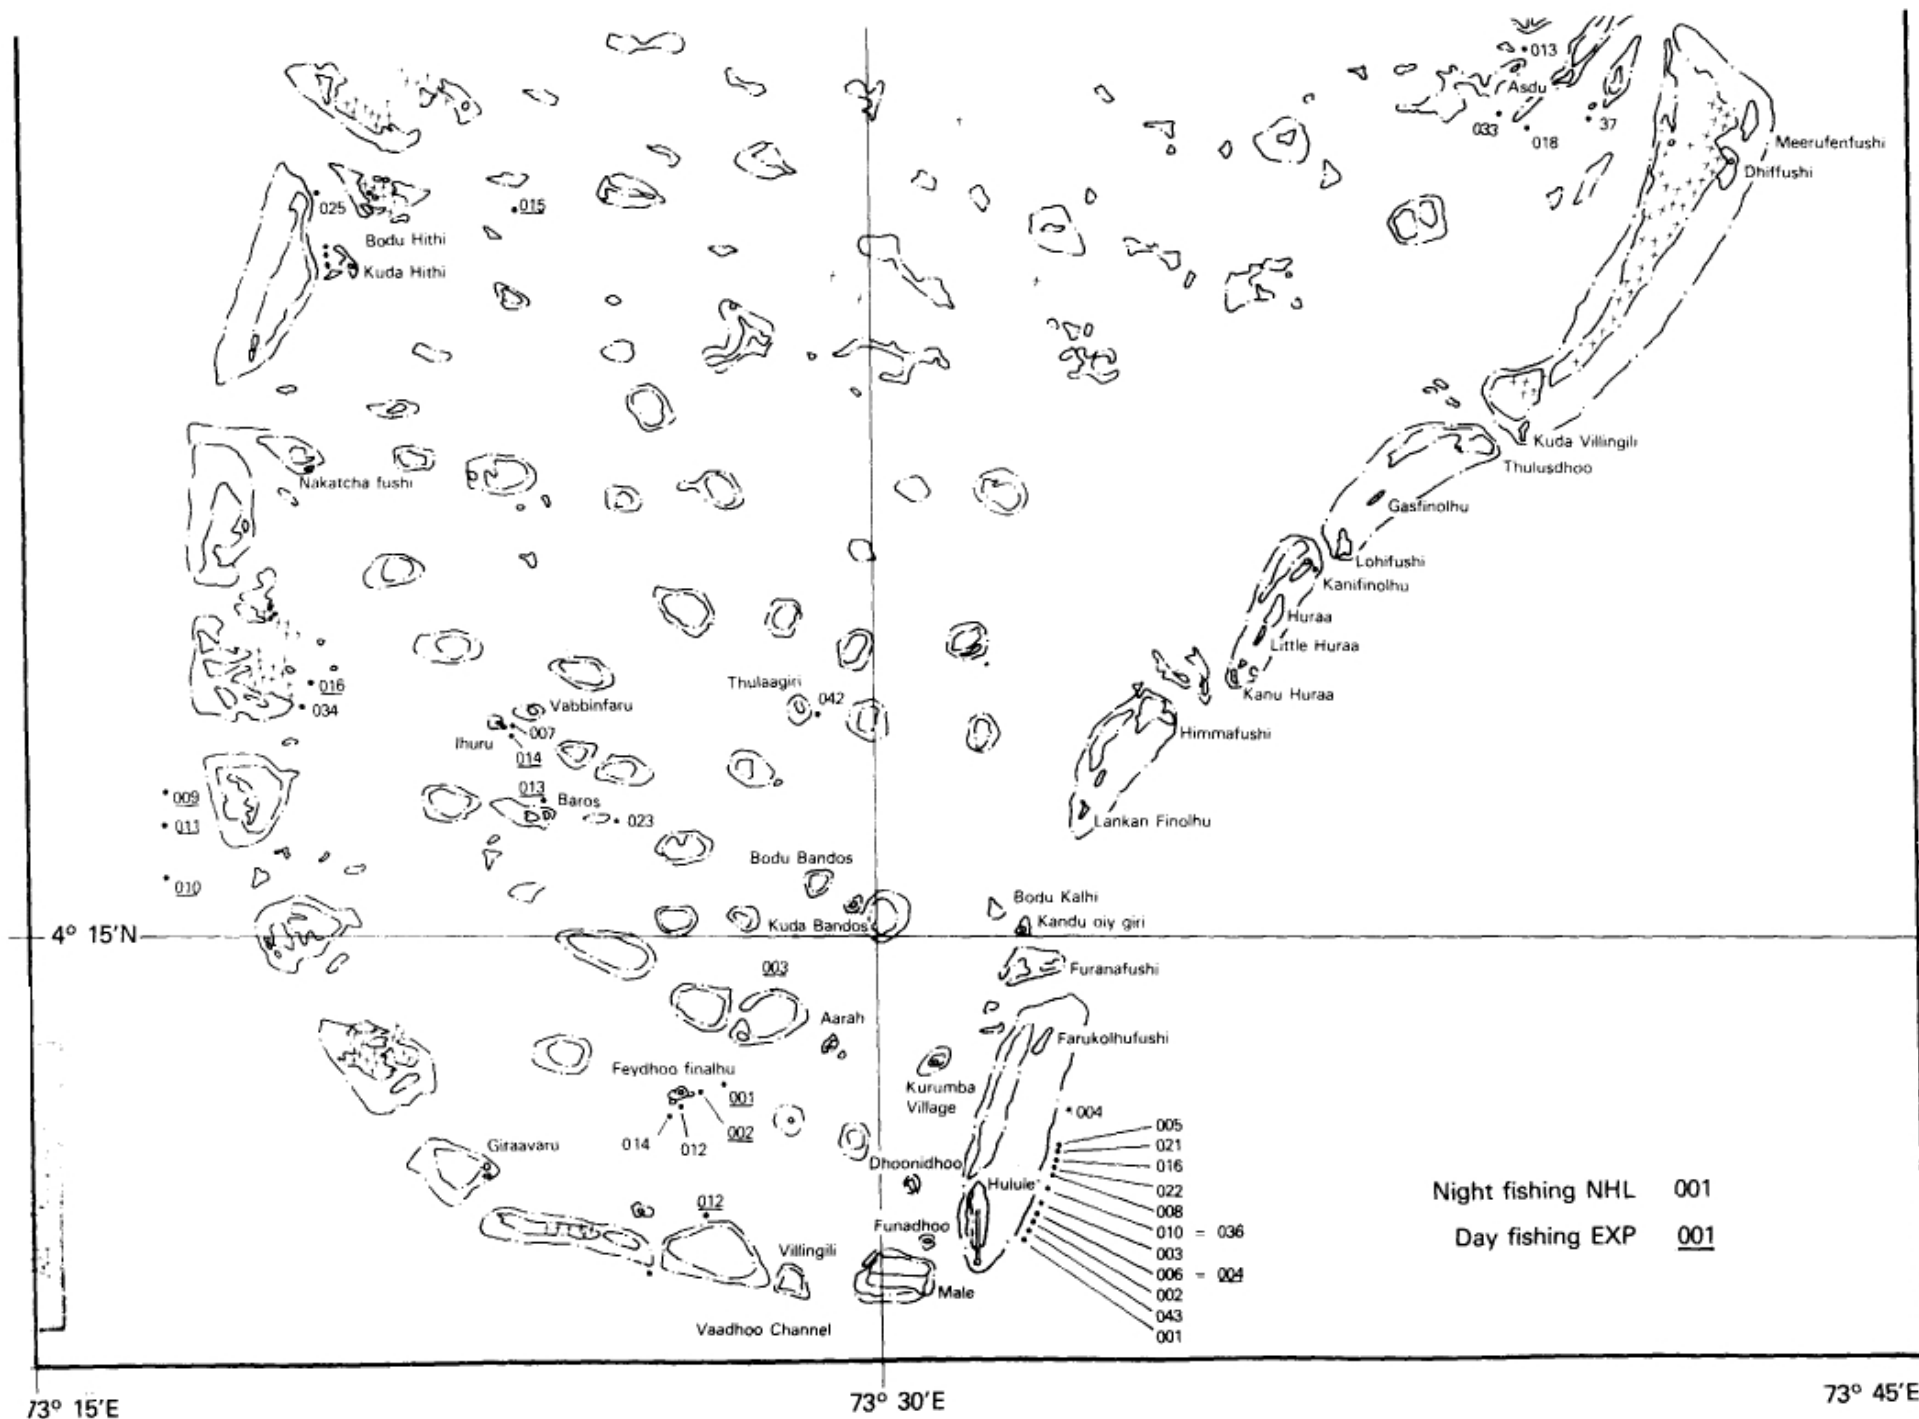 013
Asdu
033
018
37
Meerufenfushi
Dhiffushi
025
015
Bodu Hithi
Kuda Hithi
Kuda Villingili
Thulusdhoo
Nakatcha fushi
Gasfinolhu
Lohifushi
Kanifinolhu
Huraa
Little Huraa
Kanu Huraa
016
034
Thulaagiri
042
Vabbinfaru
Ihuru
007
014
Himmafushi
009
011
010
013
Baros
023
Lankan Finolhu
Bodu Bandos
Kuda Bandos
Bodu Kalhi
Kandu oiy giri
4° 15'N
003
Furanafushi
Aarah
Farukolhufushi
Feydhoo finalhu
001
002
014
012
Kurumba
Village
004
005
021
016
022
008
010 = 036
003
006 = 004
002
043
001
Giraavaru
Dhoonidhoo
Hulule
012
Funadhoo
Villingili
Male
Vaadhoo Channel
Night fishing NHL 001
Day fishing EXP 001
73° 15'E
73° 30'E
73° 45'E